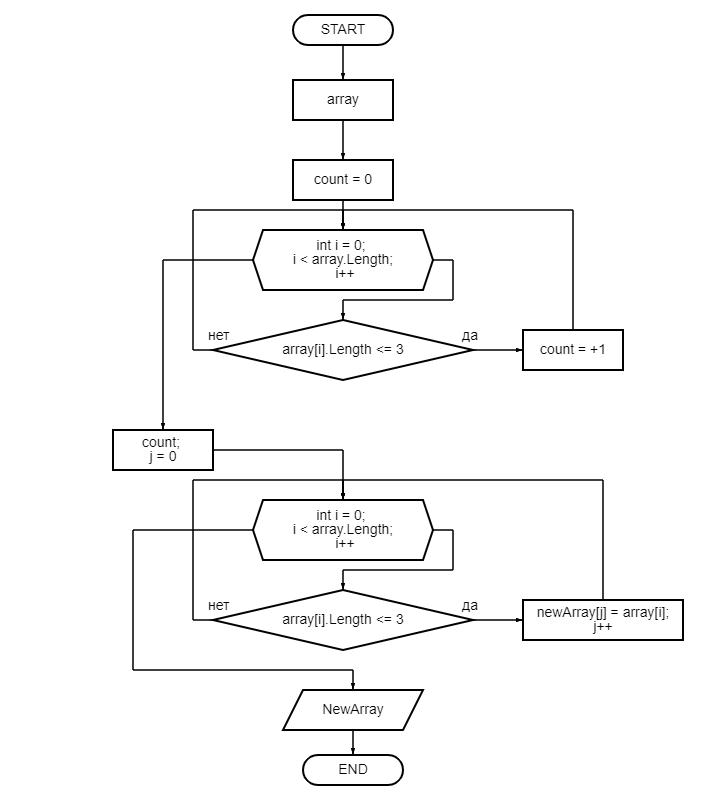 START
array
count = 0
int i = 0;
i < array.Length;
i++
нет
да
array[i].Length <= 3
count = +1
count;
j = 0
int i = 0;
i < array.Length;
i++
нет
да
array[i].Length <= 3
newArray[j] = array[i];
j++
NewArray
END